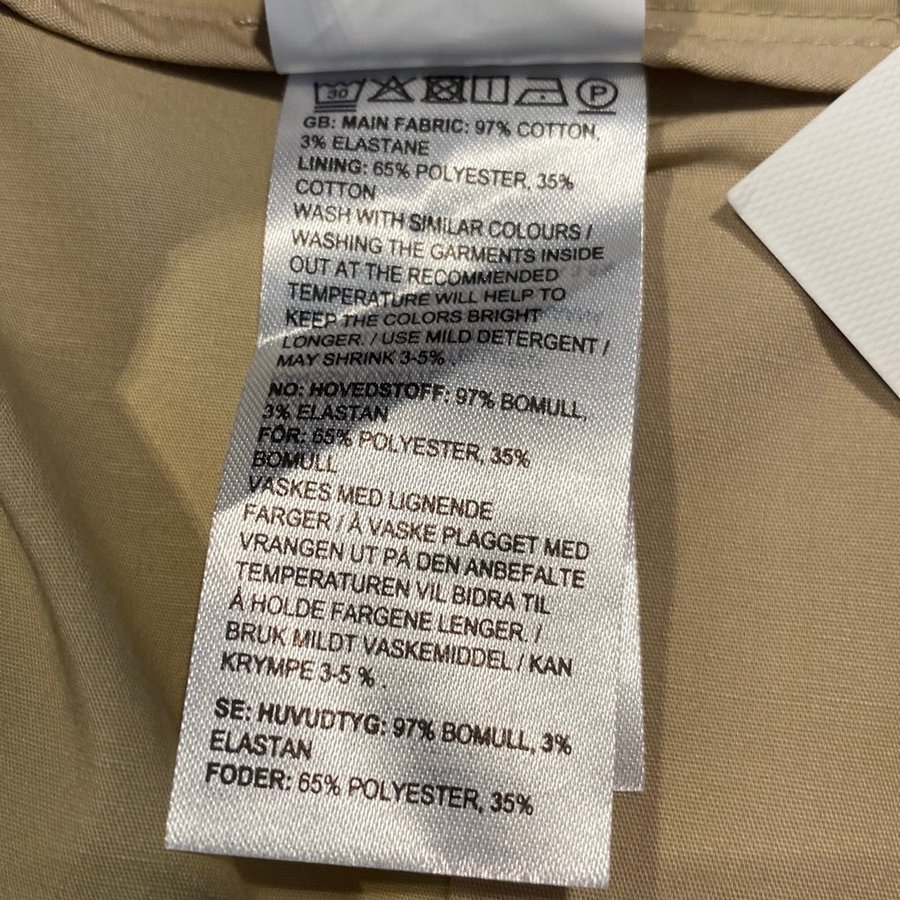 30 P
GB: MAIN FABRIC: 97% COTTON,
3% ELASTANE
LINING: 65% POLYESTER, 35%
COTTON
WASH WITH SIMILAR COLOURS /
WASHING THE GARMENTS INSIDE
OUT AT THE RECOMMENDED
TEMPERATURE WILL HELP TO
KEEP THE COLORS BRIGHT
LONGER. / USE MILD DETERGENT /
MAY SHRINK 3-5% .
NO: HOVEDSTOFF: 97% BOMULL,
3% ELASTAN
FÔR: 65% POLYESTER, 35%
BOMULL
VASKES MED LIGNENDE
FARGER / Å VASKE PLAGGET MED
VRANGEN UT PÅ DEN ANBEFALTE
TEMPERATUREN VIL BIDRA TIL
Å HOLDE FARGENE LENGER. /
BRUK MILDT VASKEMIDDEL / KAN
KRYMPE 3-5 % .
SE: HUVUDTYG: 97% BOMULL, 3%
ELASTAN
FODER: 65% POLYESTER, 35%